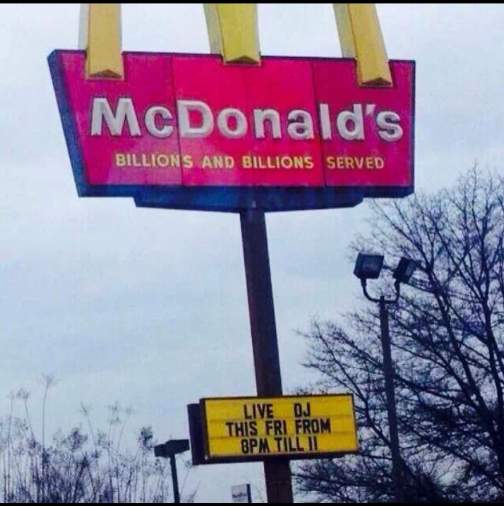 McDonald's
BILLIONS AND BILLIONS SERVED
LIVE DJ
THIS FRI FROM
8PM TILL 11